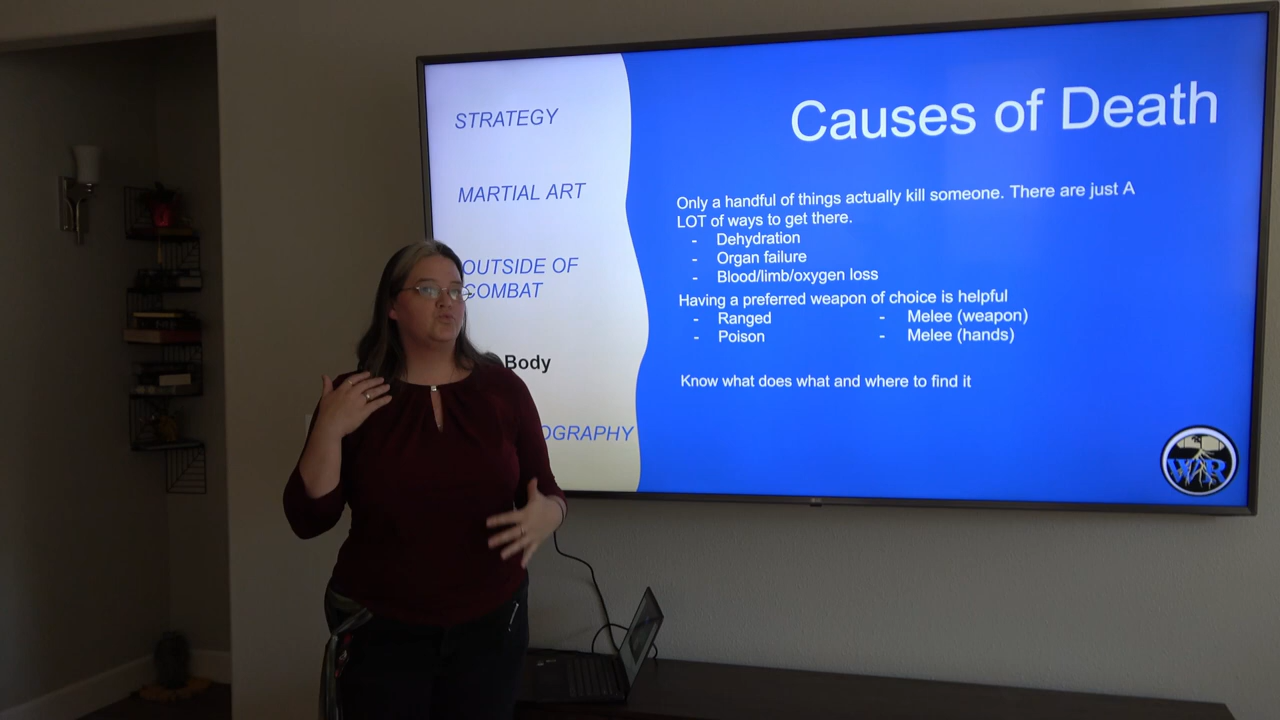 STRATEGY
MARTIAL ART
OUTSIDE OF
COMBAT
Body
OGRAPHY
Causes of Death
Only a handful of things actually kill someone. There are just A
LOT of ways to get there.
- Dehydration
- Organ failure
- Blood/limb/oxygen loss
Having a preferred weapon of choice is helpful
- Ranged - Melee (weapon)
- Poison - Melee (hands)
Know what does what and where to find it
WR